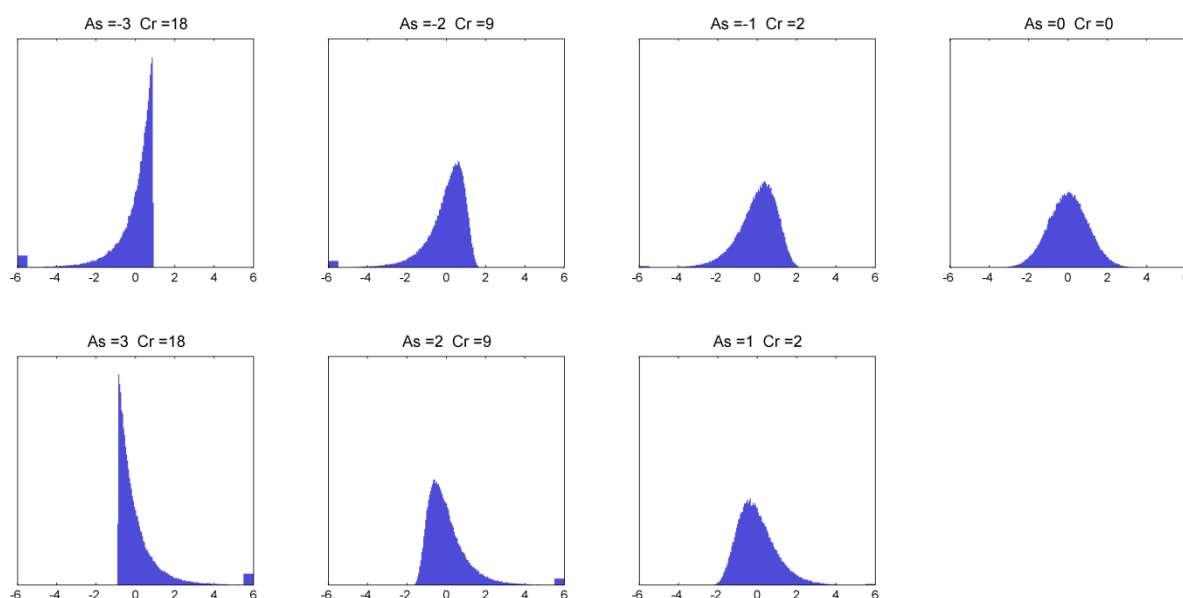 As =-3 Cr =18
As =-2 Cr =9
As =-1 Cr =2
As =0 Cr =0
-6 -4 -2 0 2 4 6
-6 -4 -2 0 2 4 6
-6 -4 -2 0 2 4 6
-6 -4 -2 0 2 4 6
As =3 Cr =18
As =2 Cr =9
As =1 Cr =2
-6 -4 -2 0 2 4 6
-6 -4 -2 0 2 4 6
-6 -4 -2 0 2 4 6